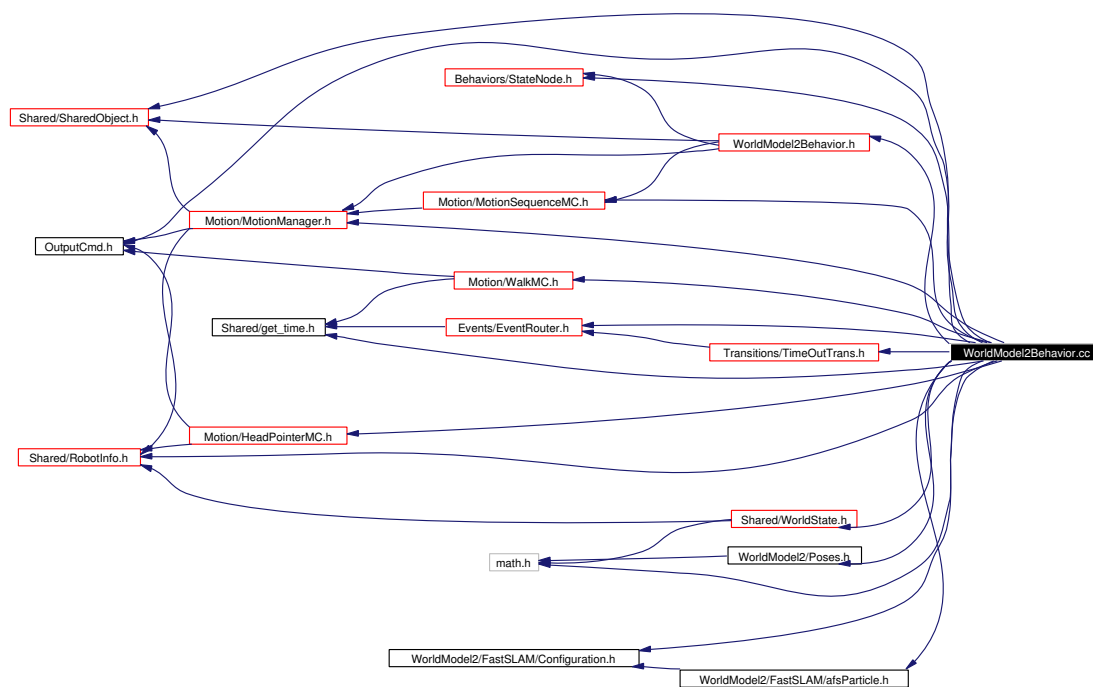 Behaviors/StateNode.h
Shared/SharedObject.h
WorldModel2Behavior.h
Motion/MotionSequenceMC.h
Motion/MotionManager.h
OutputCmd.h
Motion/WalkMC.h
Shared/get_time.h
Events/EventRouter.h
Transitions/TimeOutTrans.h
WorldModel2Behavior.cc
Motion/HeadPointerMC.h
Shared/RobotInfo.h
Shared/WorldState.h
WorldModel2/Poses.h
math.h
WorldModel2/FastSLAM/Configuration.h
WorldModel2/FastSLAM/afsParticle.h